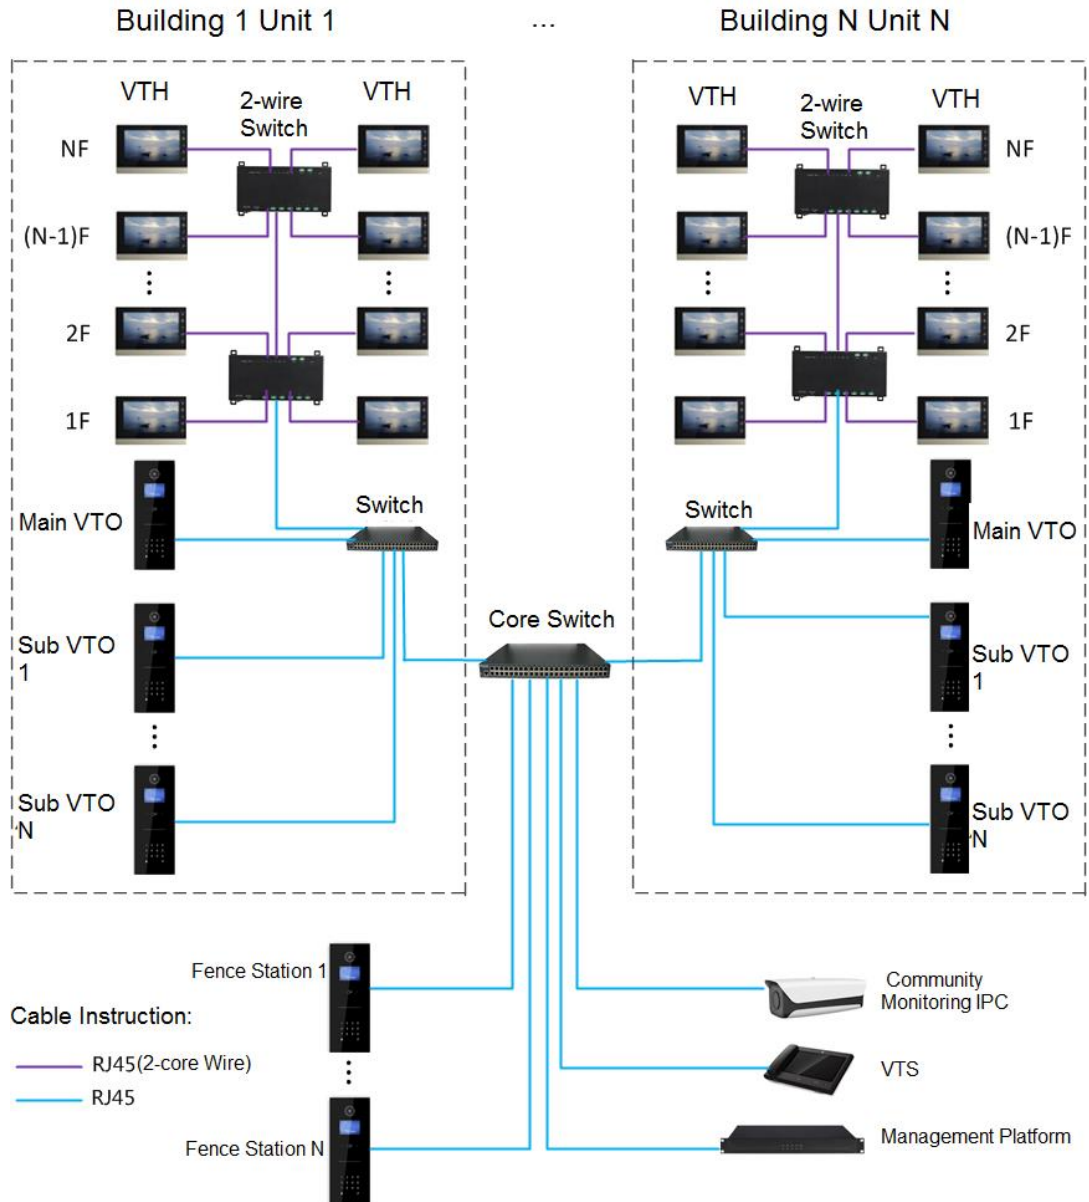 Building 1 Unit 1
...
Building N Unit N
VTH
2-wire
Switch
VTH
NF
(N-1)F
2F
1F
Main VTO
Switch
Sub VTO
1
Sub VTO
N
VTH
2-wire
Switch
VTH
NF
(N-1)F
2F
1F
Switch
Main VTO
Sub VTO
1
Sub VTO
N
Core Switch
Fence Station 1
Cable Instruction:
RJ45(2-core Wire)
RJ45
Fence Station N
Community
Monitoring IPC
VTS
Management Platform